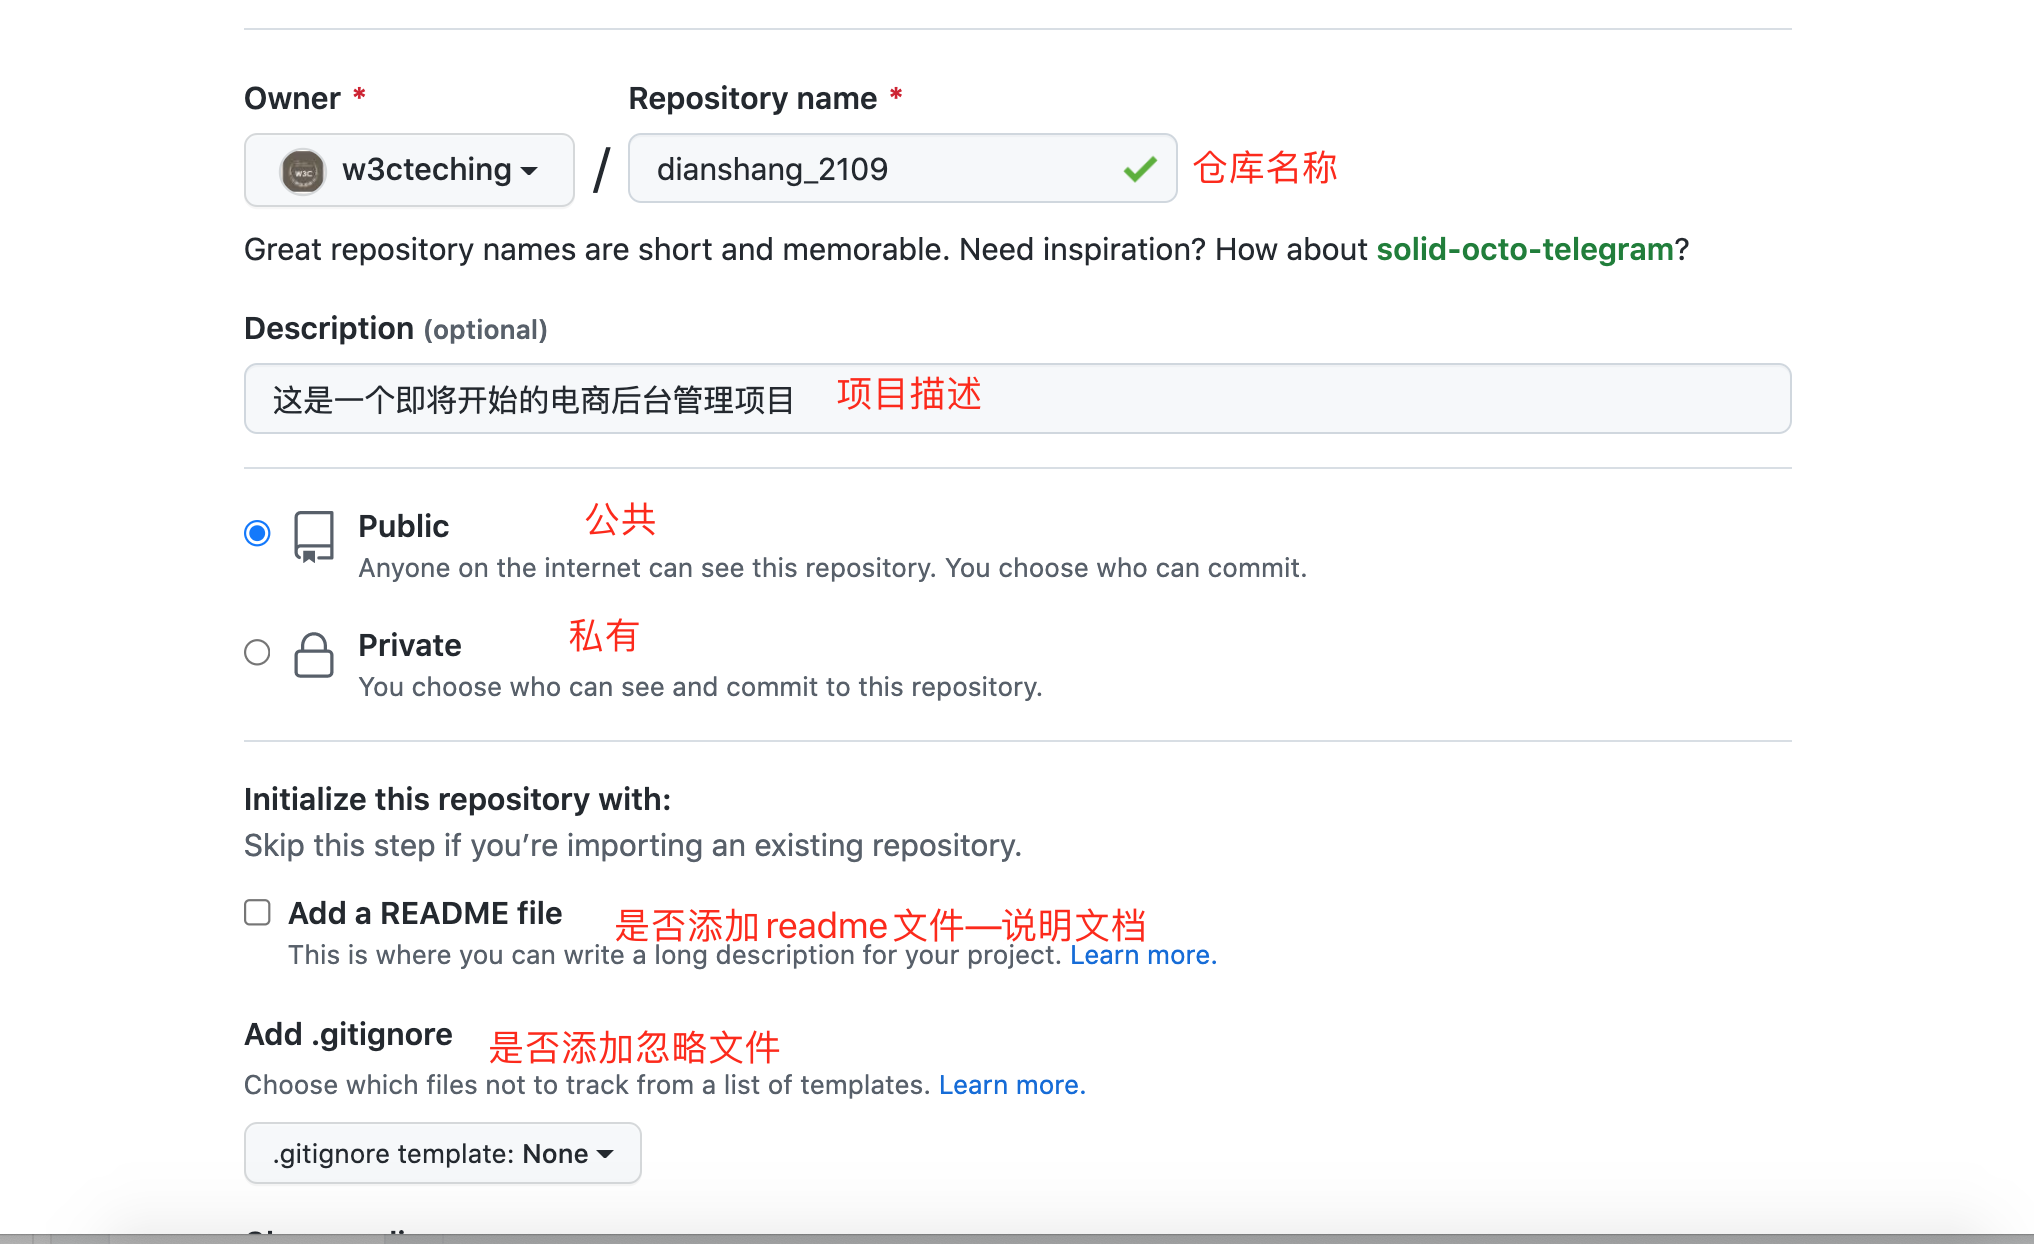 Owner * Repository name *
w3cteching / dianshang_2109 仓库名称
Great repository names are short and memorable. Need inspiration? How about solid-octo-telegram?
Description (optional)
这是一个即将开始的电商后台管理项目 项目描述
Public 公共
Anyone on the internet can see this repository. You choose who can commit.
Private 私有
You choose who can see and commit to this repository.
Initialize this repository with:
Skip this step if you’re importing an existing repository.
Add a README file 是否添加readme文件—说明文档
This is where you can write a long description for your project. Learn more.
Add .gitignore 是否添加忽略文件
Choose which files not to track from a list of templates. Learn more.
.gitignore template: None